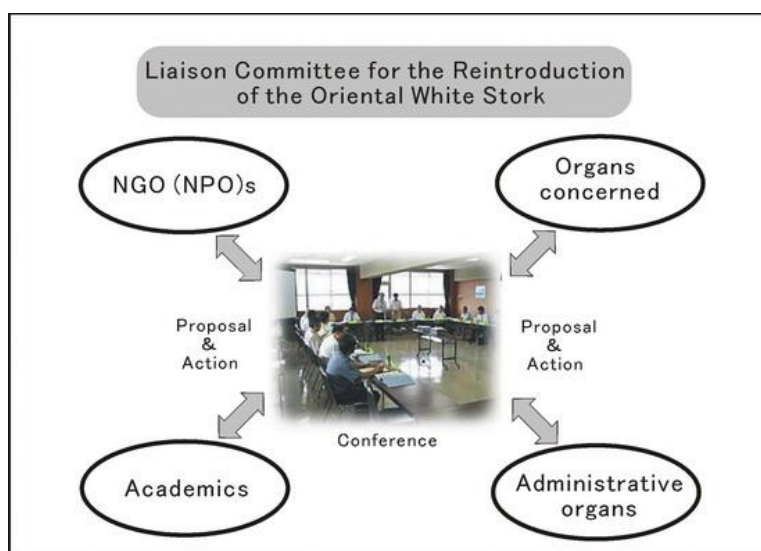 Liaison Committee for the Reintroduction
of the Oriental White Stork
NGO (NPO)s
Organs
concerned
Proposal
&
Action
Proposal
&
Action
Conference
Academics
Administrative
organs